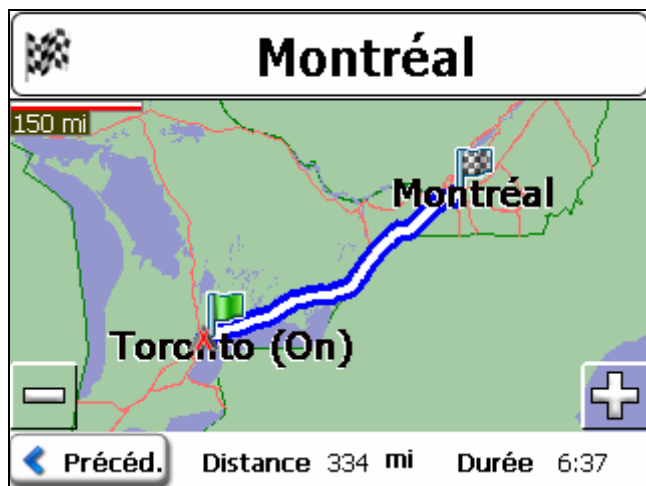 Montréal
150 mi
Montréal
Toronto (On)
Précéd. Distance 334 mi Durée 6:37